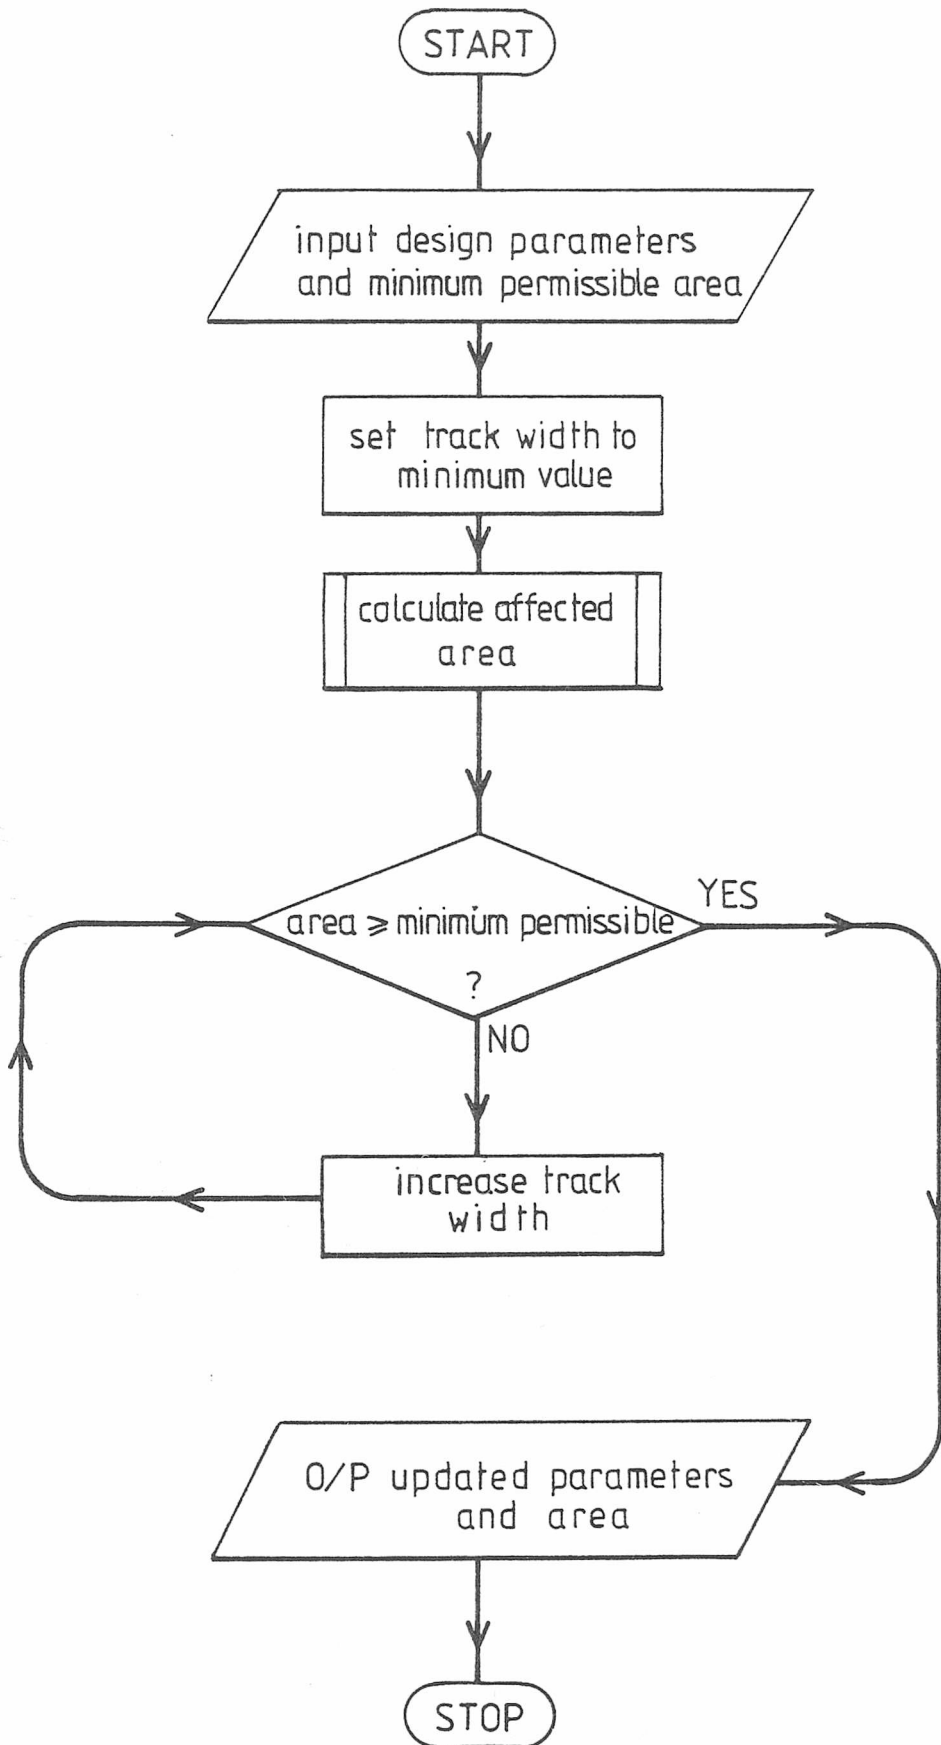 START
input design parameters
and minimum permissible area
set track width to
minimum value
calculate affected
area
area ⩾ minimum permissible
?
YES
NO
increase track
width
O/P updated parameters
and area
STOP